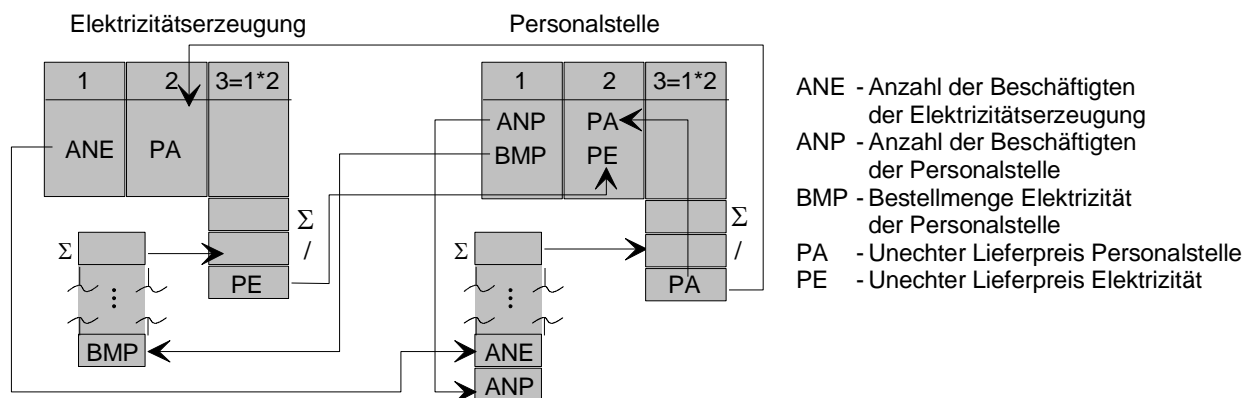 Elektrizitätserzeugung Personalstelle
1 2 3=1*2
ANE PA
Σ
/
Σ
PE
⋮
BMP
1 2 3=1*2
ANP PA
BMP PE
Σ
/
Σ
PA
⋮
ANE
ANP
ANE - Anzahl der Beschäftigten
der Elektrizitätserzeugung
ANP - Anzahl der Beschäftigten
der Personalstelle
BMP - Bestellmenge Elektrizität
der Personalstelle
PA - Unechter Lieferpreis Personalstelle
PE - Unechter Lieferpreis Elektrizität